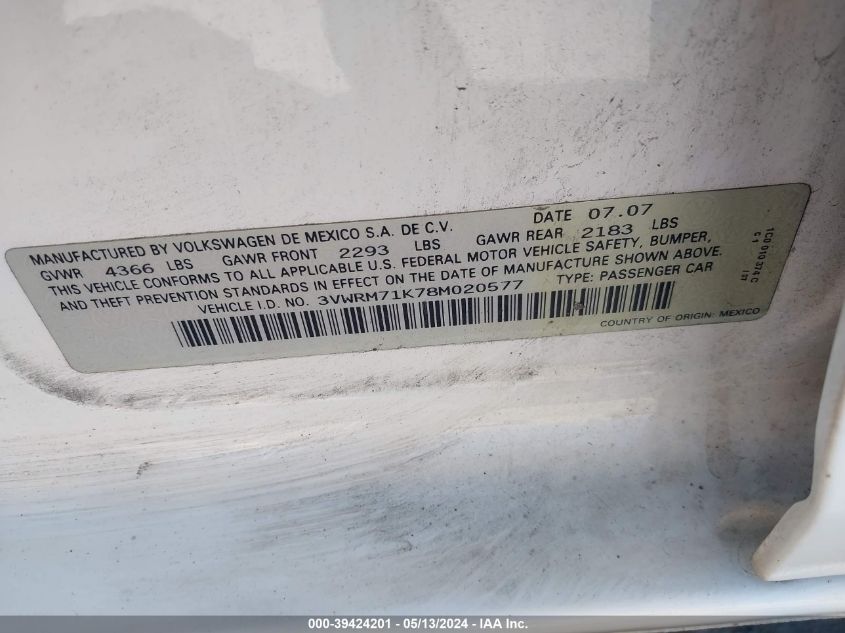 MANUFACTURED BY VOLKSWAGEN DE MEXICO S.A. DE C.V. DATE 07.07
GVWR 4366 LBS GAWR FRONT 2293 LBS GAWR REAR 2183 LBS
THIS VEHICLE CONFORMS TO ALL APPLICABLE U.S. FEDERAL MOTOR VEHICLE SAFETY, BUMPER,
AND THEFT PREVENTION STANDARDS IN EFFECT ON THE DATE OF MANUFACTURE SHOWN ABOVE.
VEHICLE I.D. NO. 3VWRM71K78M020577 TYPE: PASSENGER CAR
COUNTRY OF ORIGIN: MEXICO
1C0 010 374 C
000-39424201 - 05/13/2024 - IAA Inc.